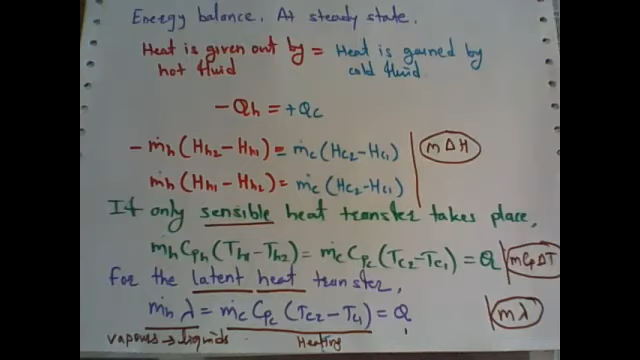 Energy balance. At steady state.
Heat is given out by = Heat is gained by
hot fluid cold fluid
-Qh = +Qc
-ṁh (Hh2-Hh1) = ṁc (Hc2-Hc1) mΔH
ṁh (Hh1-Hh2) = ṁc (Hc2-Hc1)
If only sensible heat transfer takes place,
ṁh Cph (Th1-Th2) = ṁc Cpc (Tc2-Tc1) = Q mCpΔT
for the latent heat transfer,
ṁh λ = ṁc Cpc (Tc2-Tc1) = Q mλ
vapours → liquids Heating